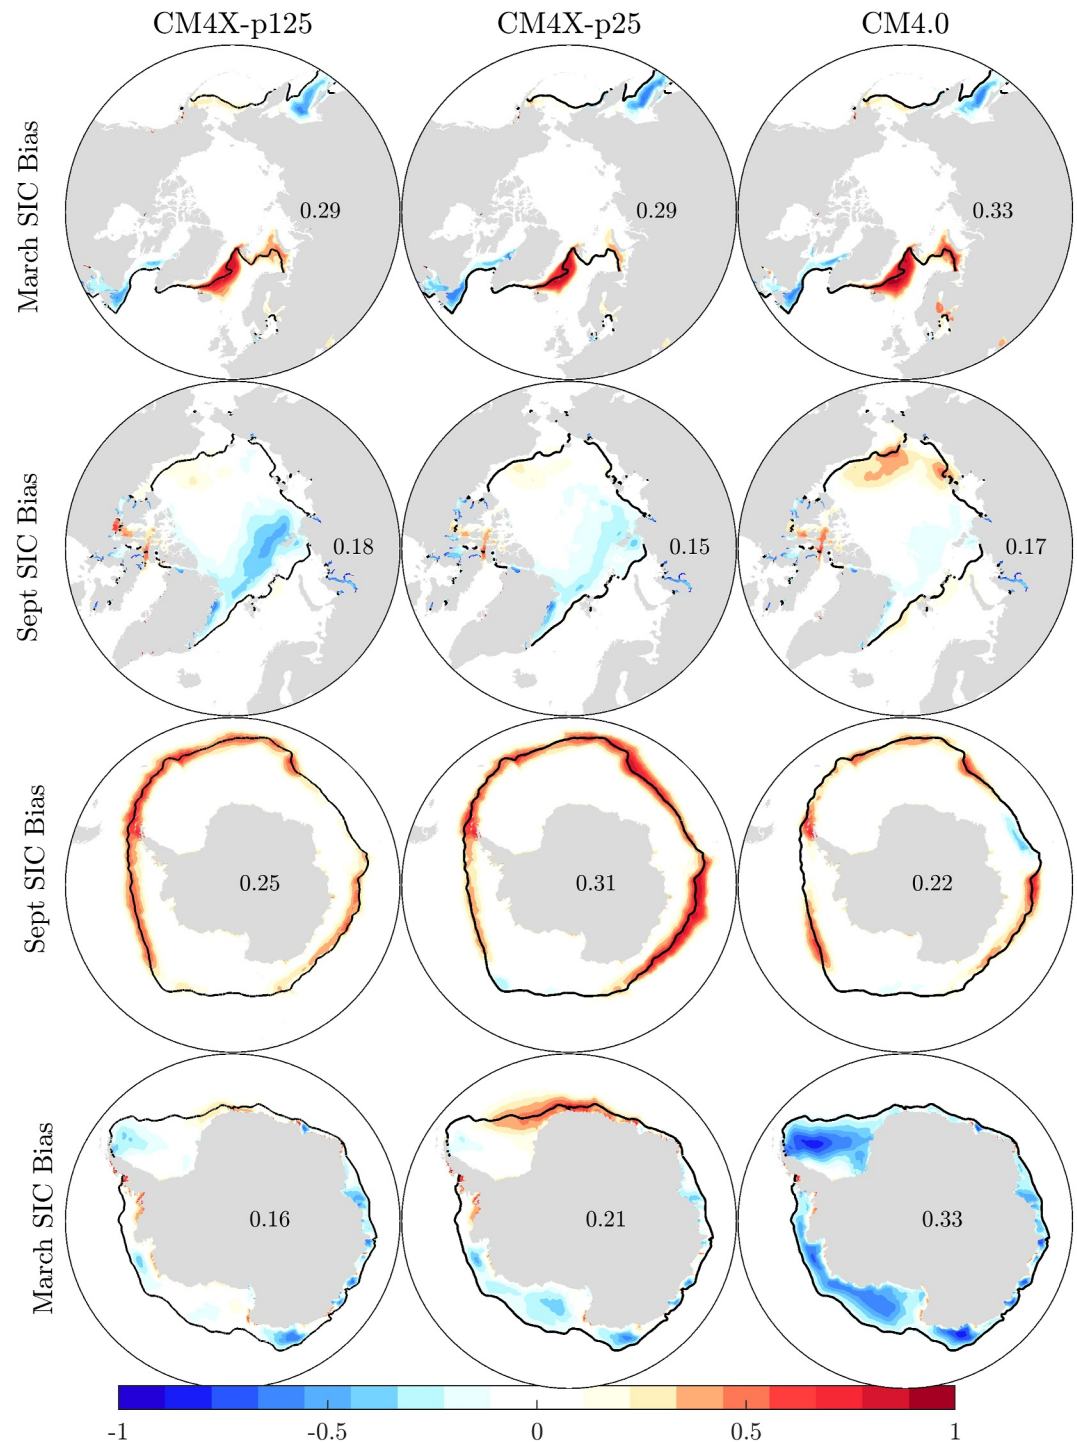 CM4X-p125 CM4X-p25 CM4.0
March SIC Bias
0.29 0.29 0.33
Sept SIC Bias
0.18 0.15 0.17
Sept SIC Bias
0.25 0.31 0.22
March SIC Bias
0.16 0.21 0.33
-1 -0.5 0 0.5 1